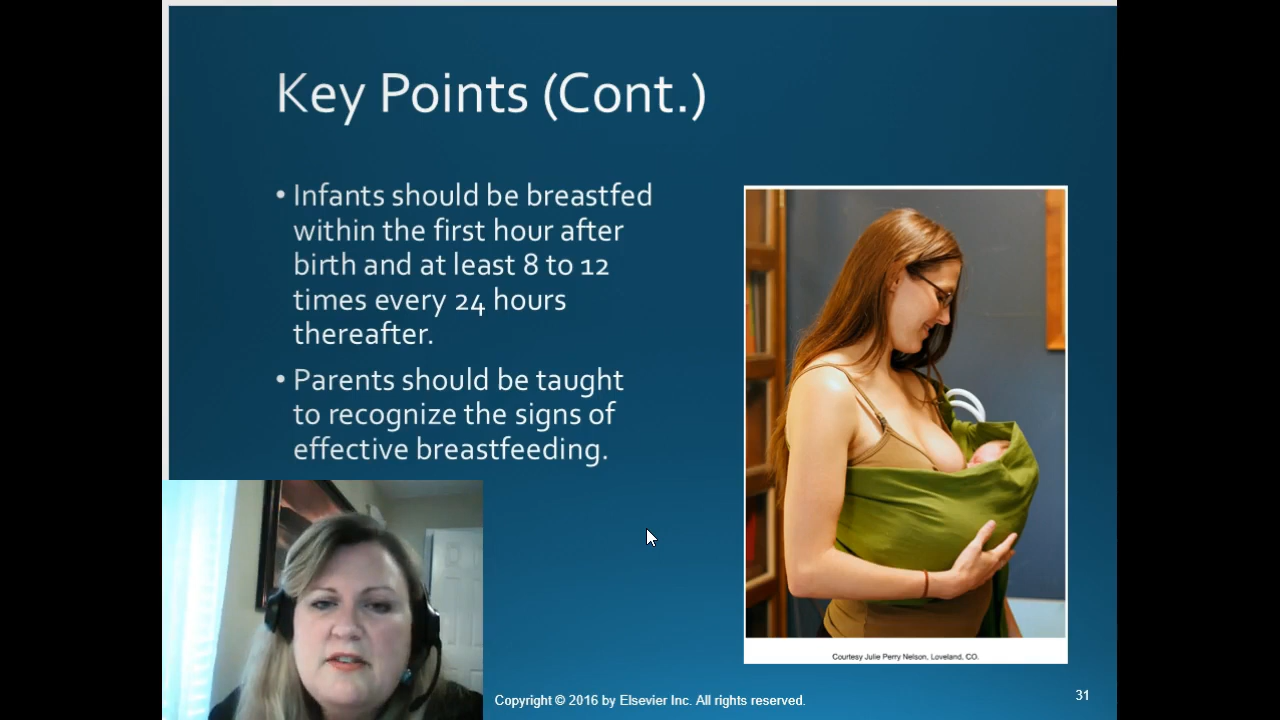 Key Points (Cont.)
• Infants should be breastfed
within the first hour after
birth and at least 8 to 12
times every 24 hours
thereafter.
• Parents should be taught
to recognize the signs of
effective breastfeeding.
Courtesy Julie Perry Nelson, Loveland, CO.
Copyright © 2016 by Elsevier Inc. All rights reserved.
31